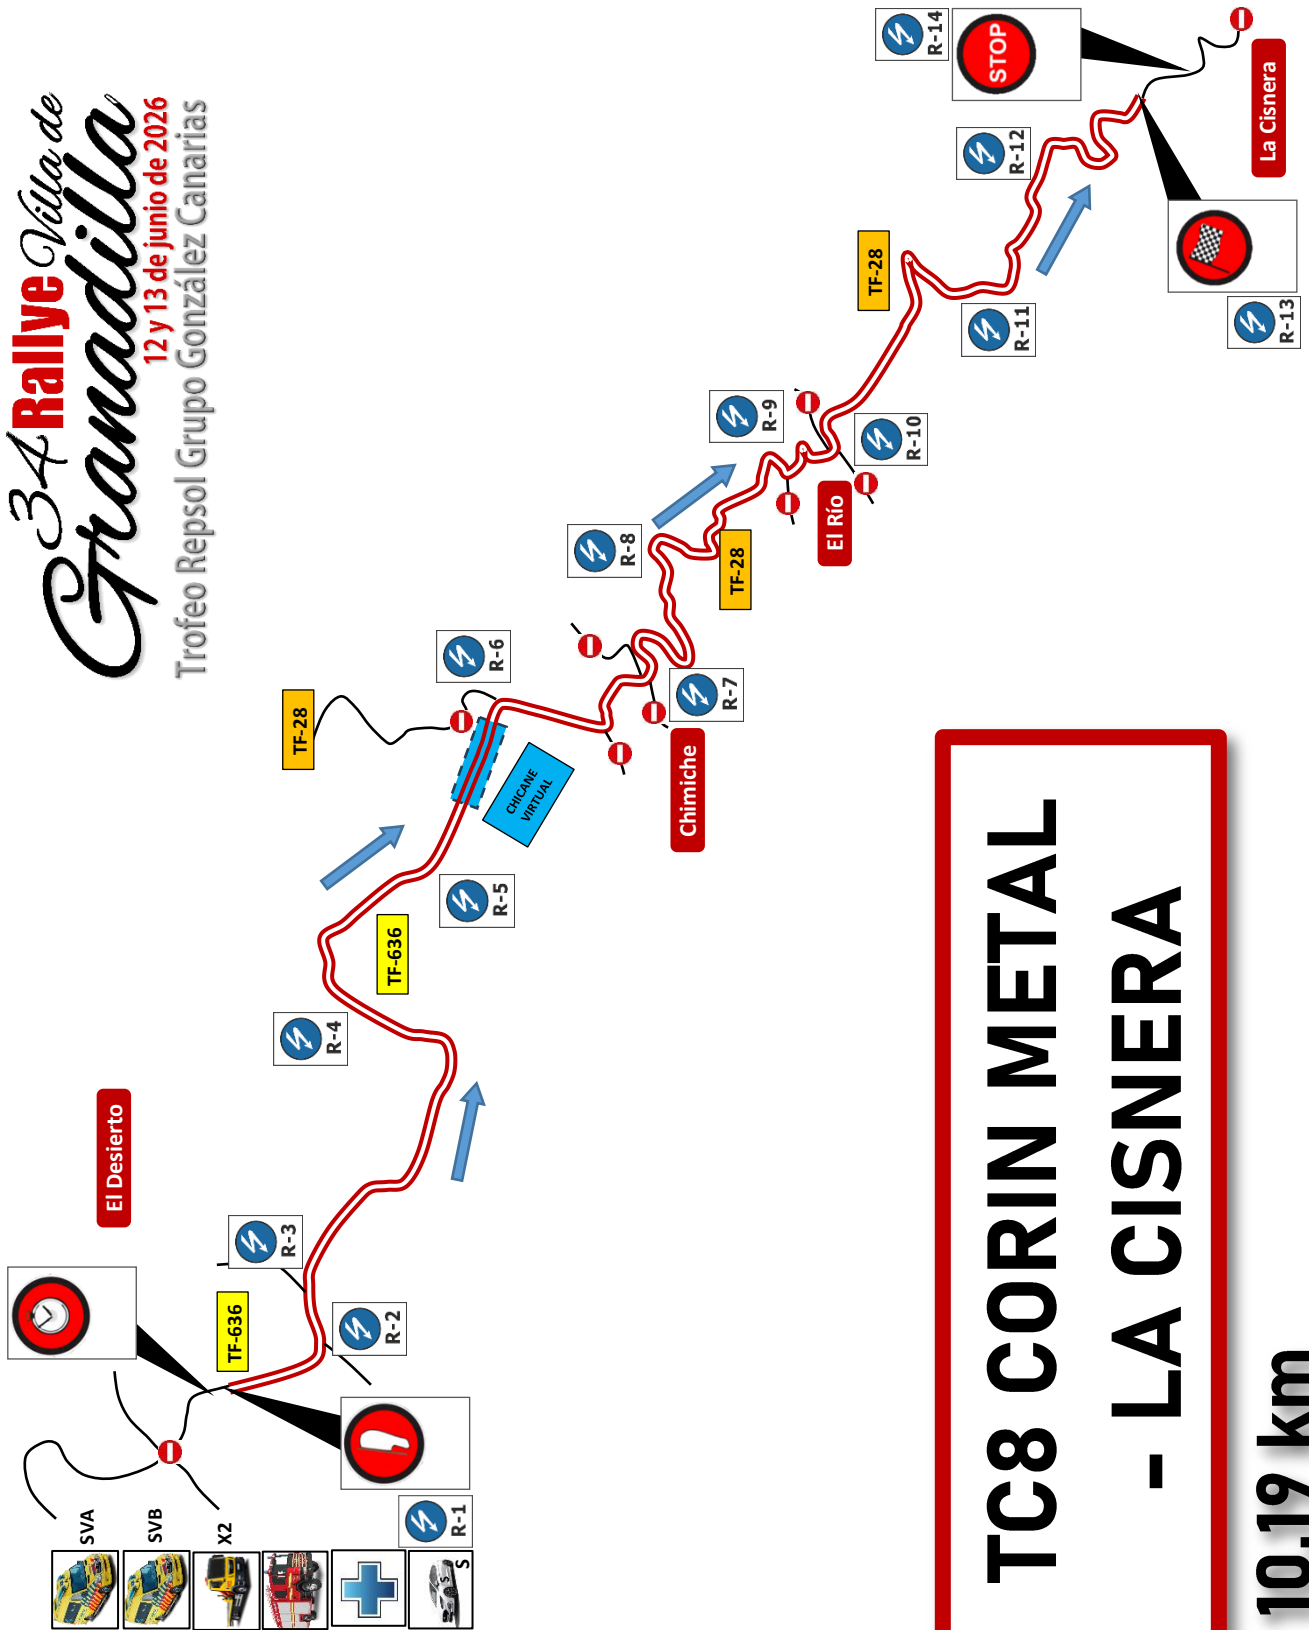 34 Rallye Villa de
Granadilla
12 y 13 de junio de 2026
Trofeo Repsol Grupo González Canarias
SVA
SVB
X2
S
S
R-1
El Desierto
TF-636
R-2
R-3
R-4
TF-636
R-5
TF-28
CHICANE
VIRTUAL
R-6
Chimiche
R-7
R-8
TF-28
El Río
R-9
R-10
TF-28
R-11
R-12
R-13
R-14
STOP
La Cisnera
TC8 CORIN METAL
- LA CISNERA
10.19 km